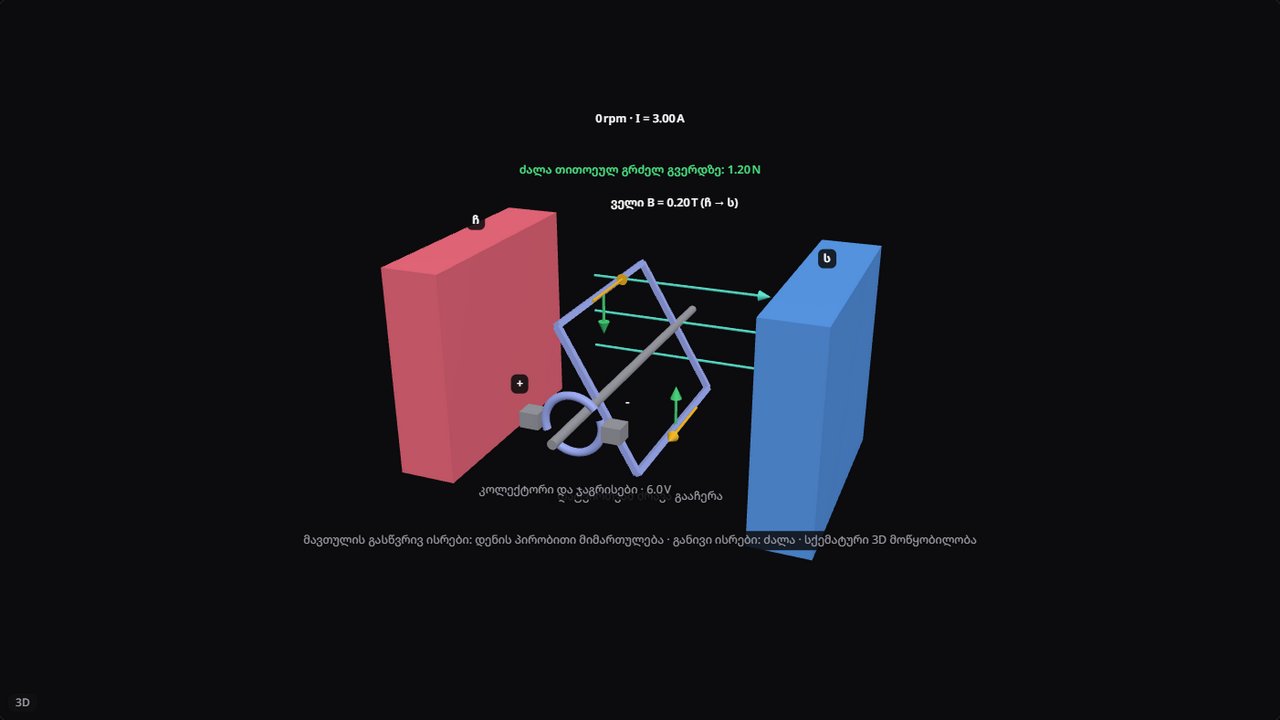 0 rpm · I = 3.00 A
ძალა თითოეულ გრძელ გვერდზე: 1.20 N
ველი B = 0.20 T (ჩ → ს)
ჩ
ს
+
-
კოლექტორი და ჯაგრისები · 6.0 V
გააჩერა
მავთულის გასწვრივ ისრები: დენის პირობითი მიმართულება · განივი ისრები: ძალა · სქემატური 3D მოწყობილობა
3D